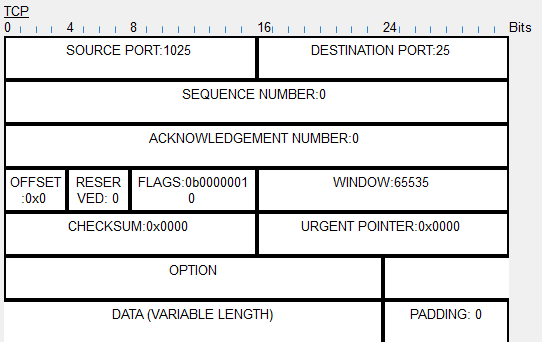 TCP
0 4 8 16 24 Bits
SOURCE PORT:1025 DESTINATION PORT:25
SEQUENCE NUMBER:0
ACKNOWLEDGEMENT NUMBER:0
OFFSET
:0x0
RESER
VED: 0
FLAGS:0b0000001
0
WINDOW:65535
CHECKSUM:0x0000 URGENT POINTER:0x0000
OPTION
DATA (VARIABLE LENGTH) PADDING: 0